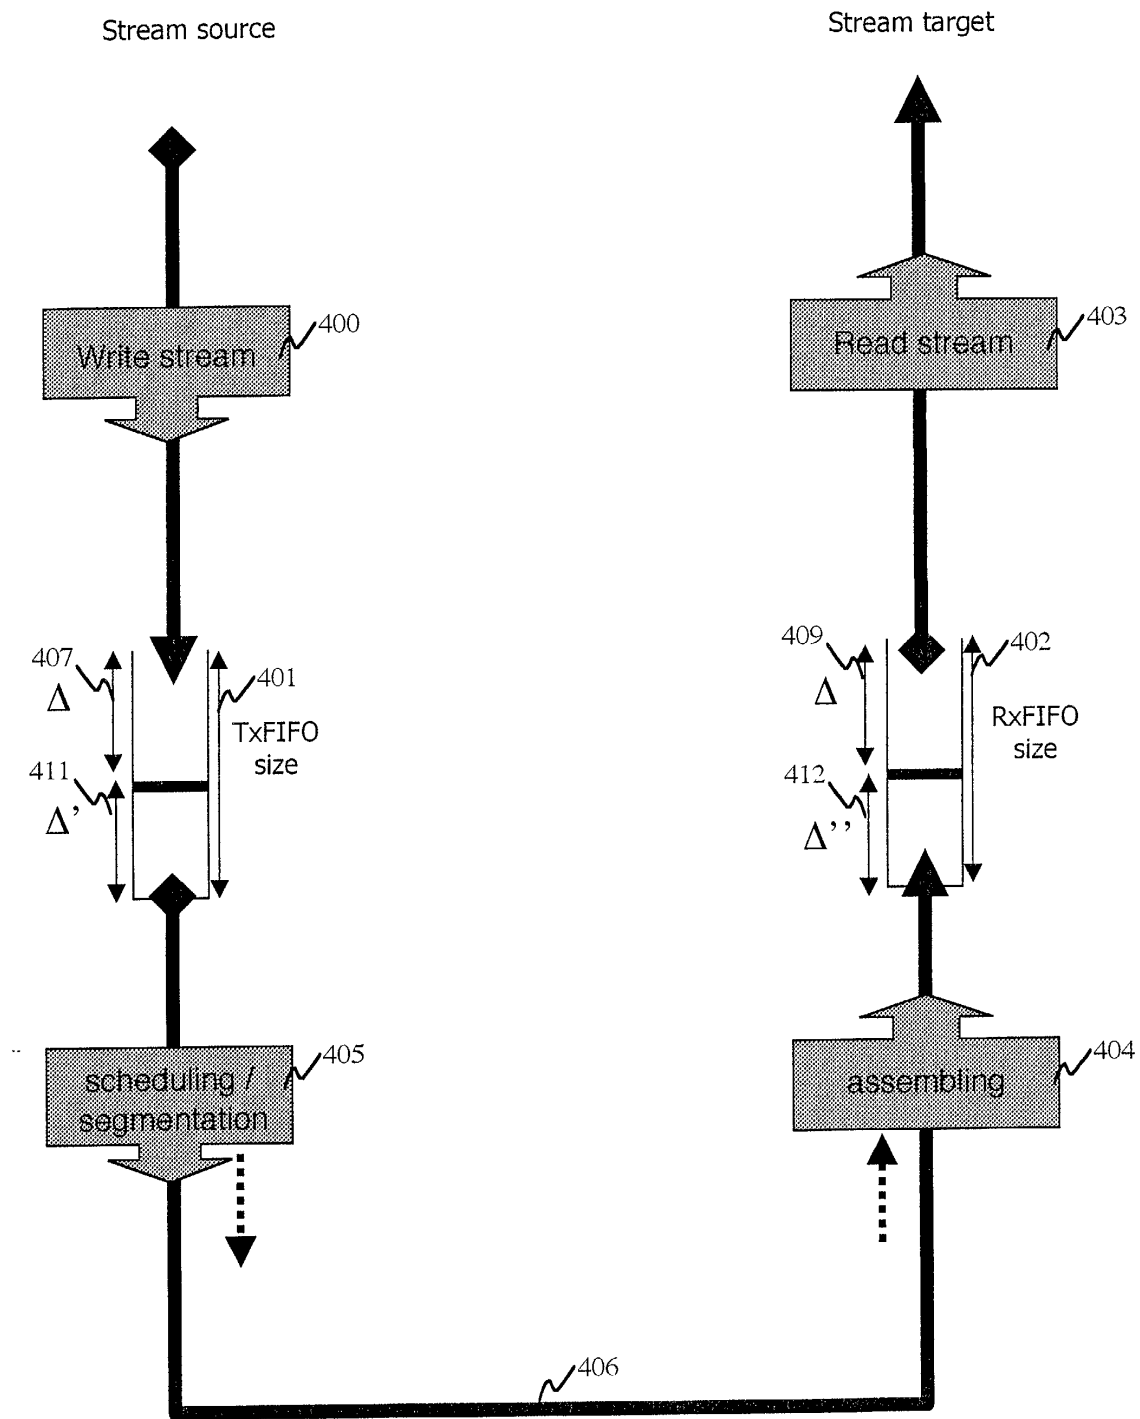 Stream source
Stream target
400
Write stream
403
Read stream
407
Δ
401
TxFIFO
size
411
Δ'
409
Δ
402
RxFIFO
size
412
Δ''
405
scheduling /
segmentation
404
assembling
406